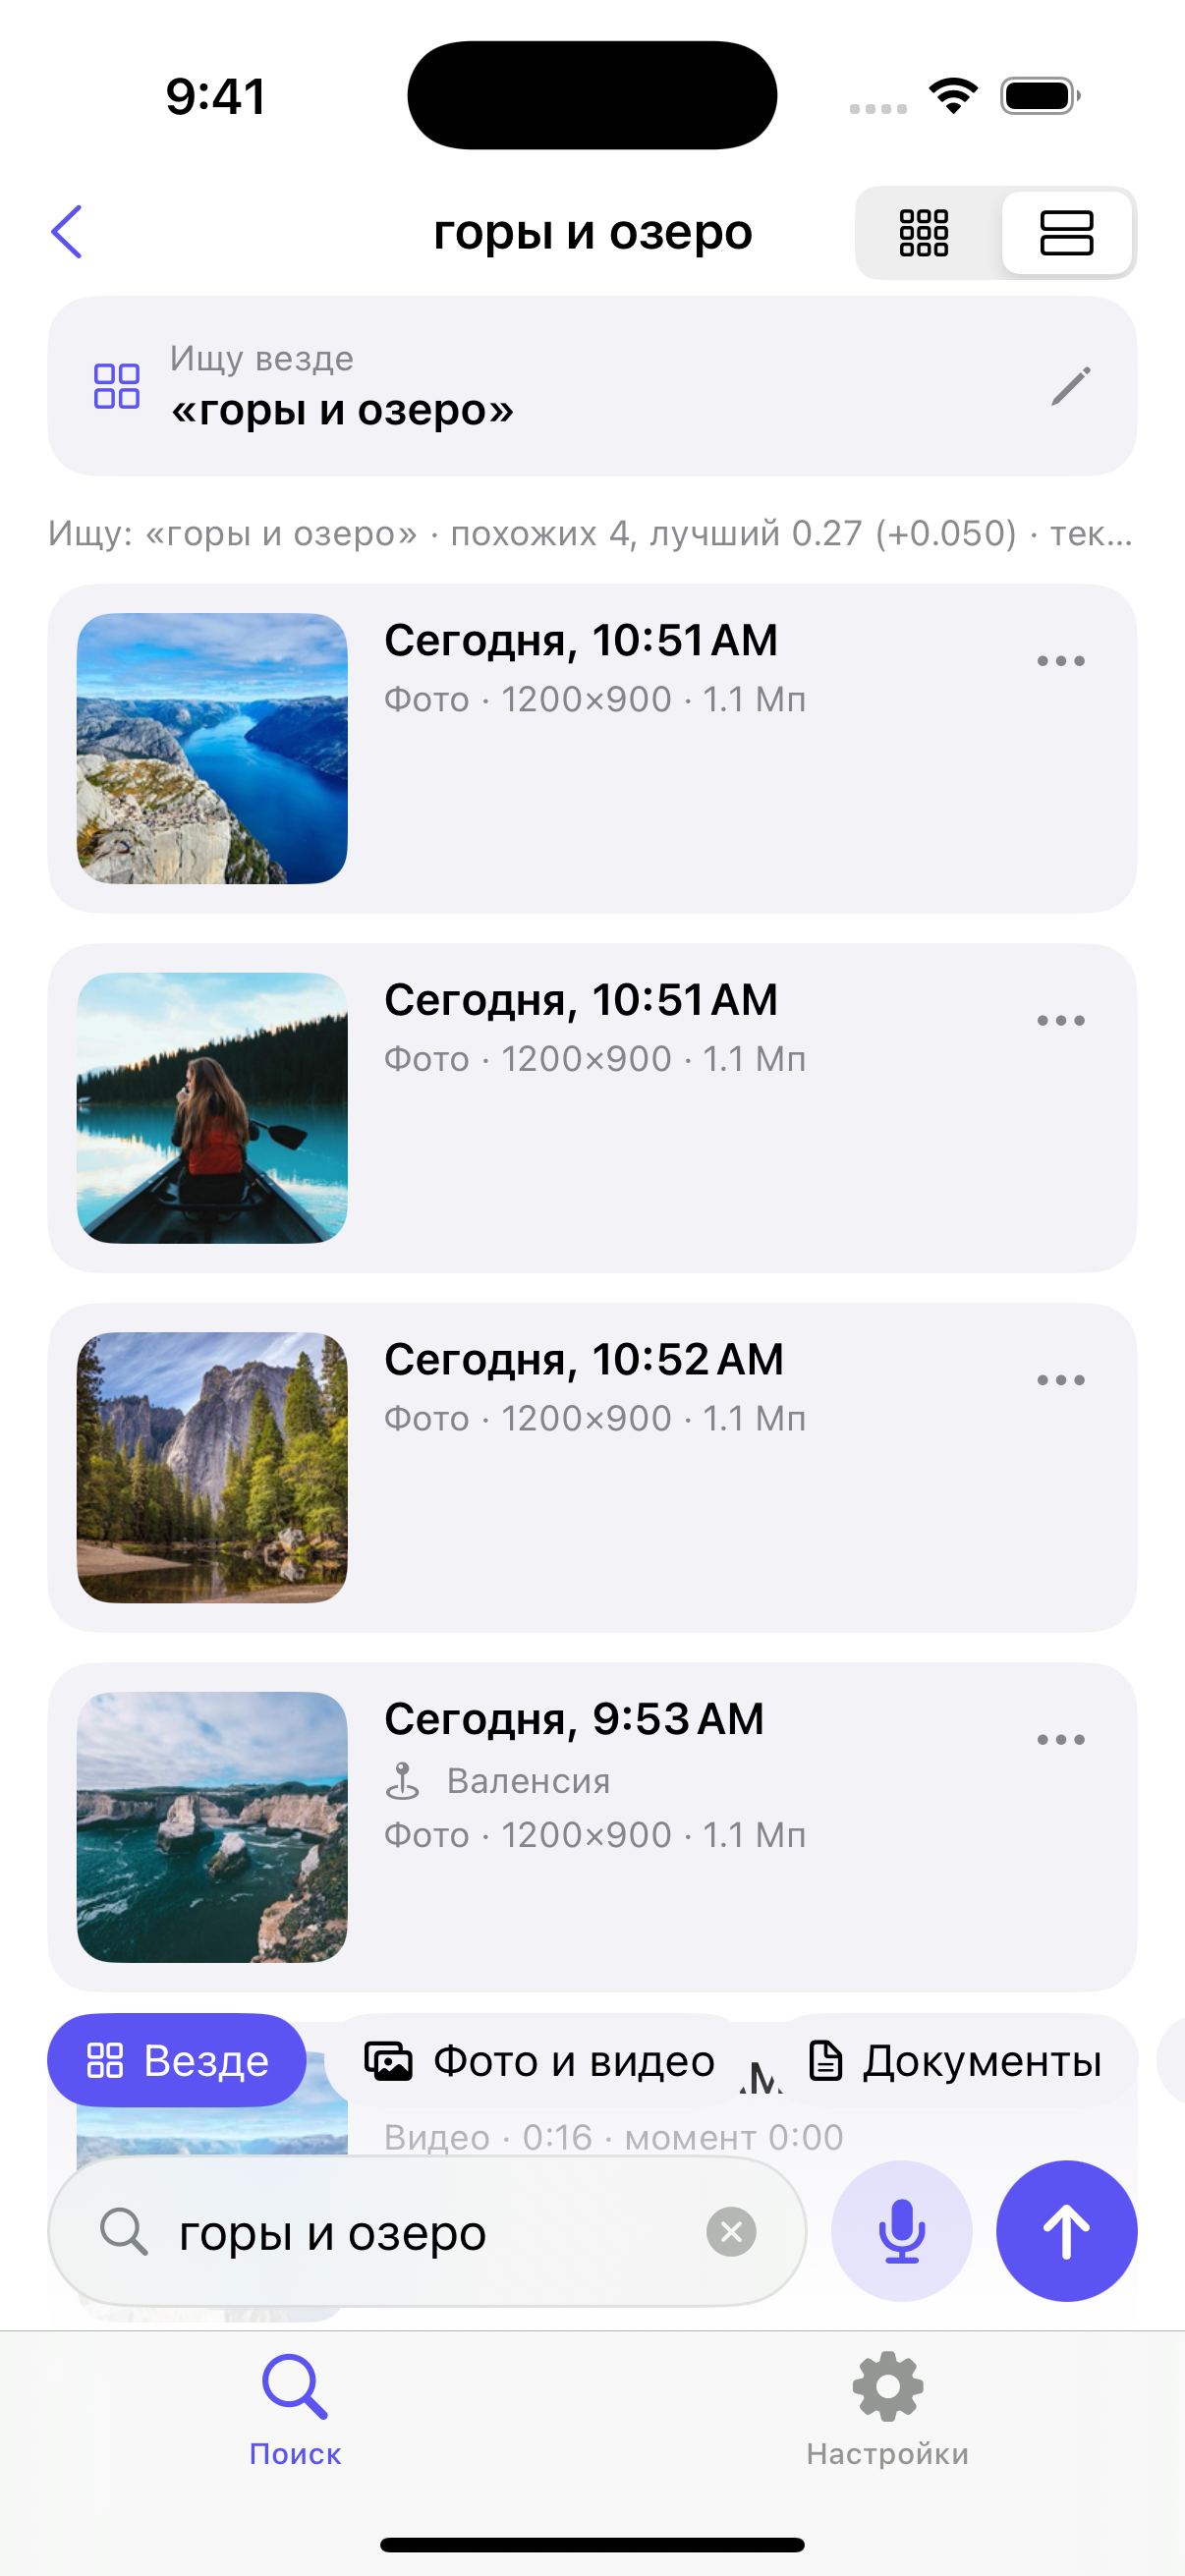 9:41
горы и озеро
Ищу везде
«горы и озеро»
Ищу: «горы и озеро» · похожих 4, лучший 0.27 (+0.050) · тек...
Сегодня, 10:51 AM
Фото · 1200×900 · 1.1 Мп
Сегодня, 10:51 AM
Фото · 1200×900 · 1.1 Мп
Сегодня, 10:52 AM
Фото · 1200×900 · 1.1 Мп
Сегодня, 9:53 AM
Валенсия
Фото · 1200×900 · 1.1 Мп
Везде
Фото и видео
Документы
Видео · 0:16 · момент 0:00
горы и озеро
Поиск
Настройки